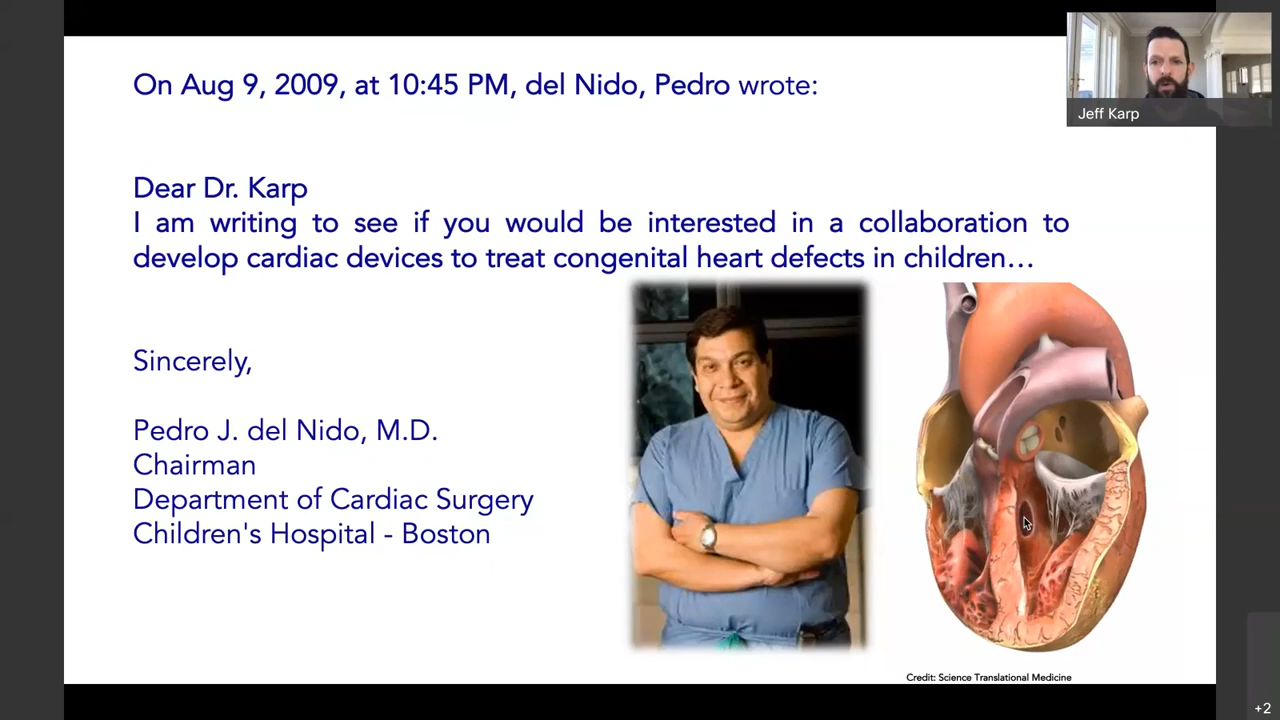 On Aug 9, 2009, at 10:45 PM, del Nido, Pedro wrote:
Jeff Karp
Dear Dr. Karp
I am writing to see if you would be interested in a collaboration to
develop cardiac devices to treat congenital heart defects in children…
Sincerely,
Pedro J. del Nido, M.D.
Chairman
Department of Cardiac Surgery
Children's Hospital - Boston
Credit: Science Translational Medicine
+2